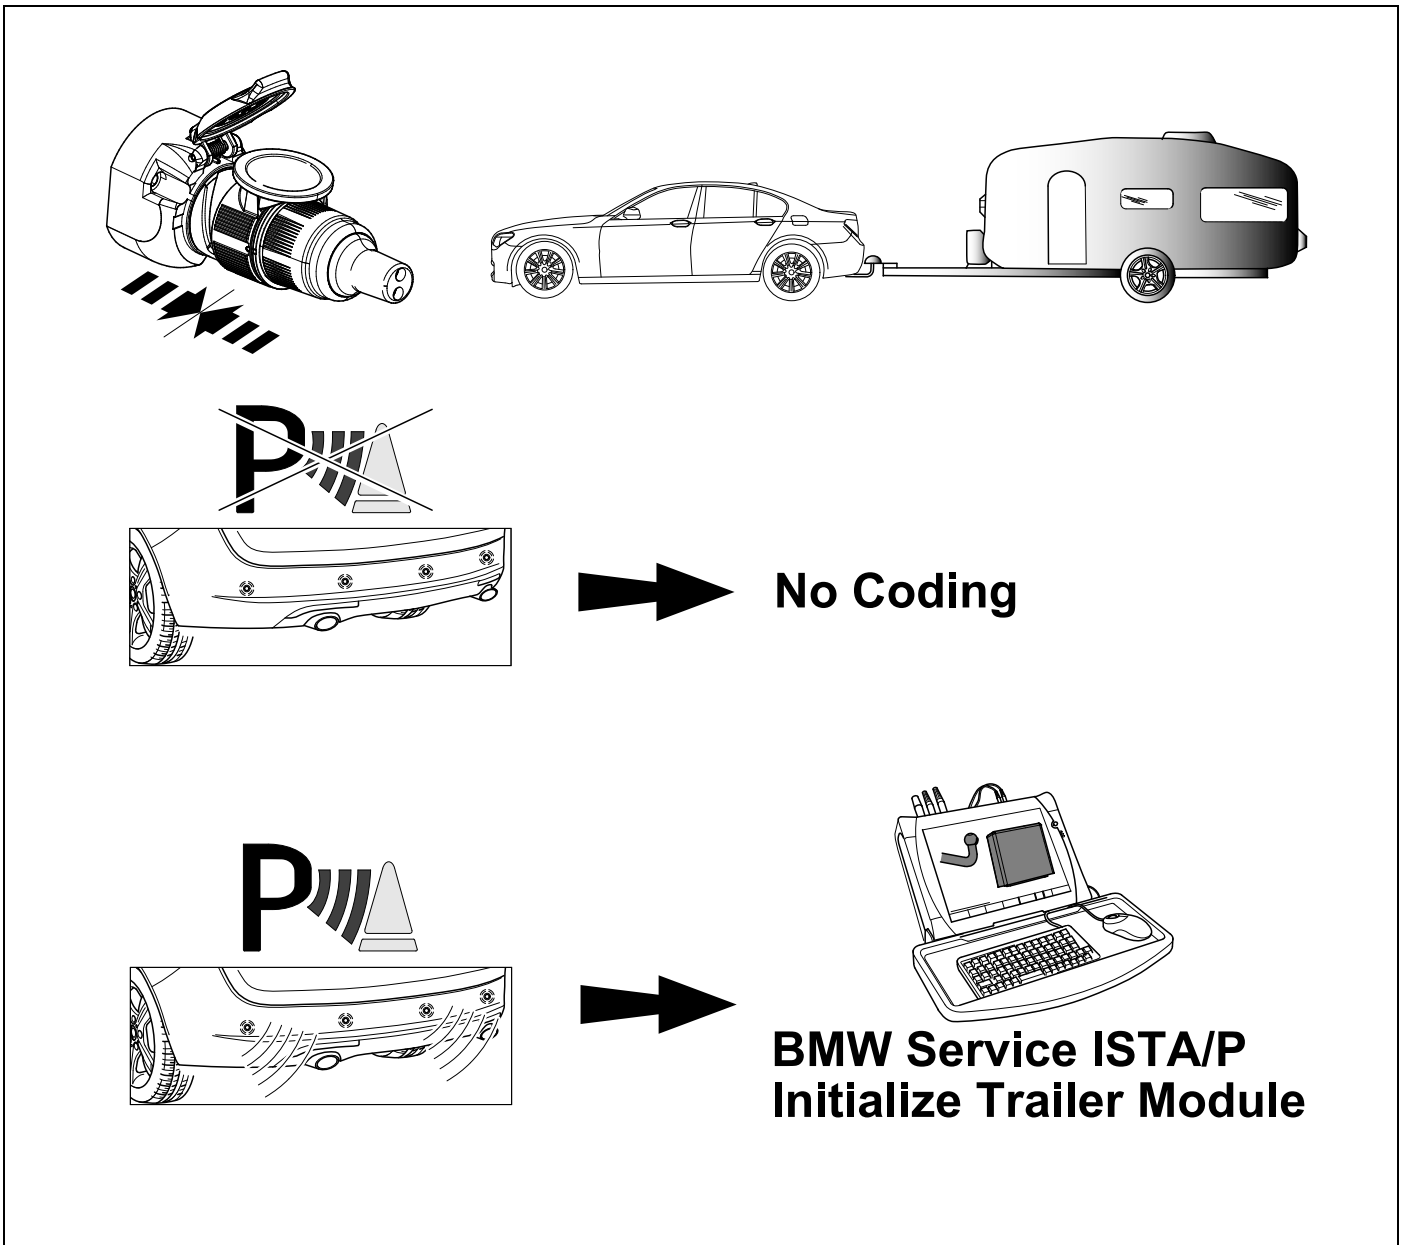 P
No Coding
P
BMW Service ISTA/P
Initialize Trailer Module